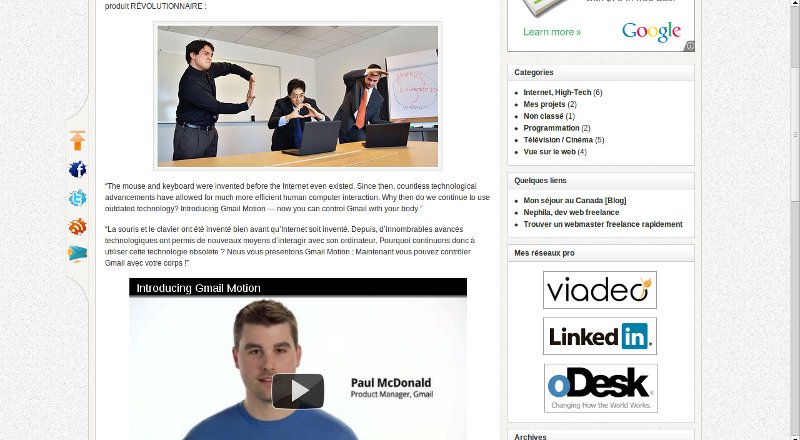 produit RÉVOLUTIONNAIRE :
“The mouse and keyboard were invented before the Internet even existed. Since then, countless technological
advancements have allowed for much more efficient human computer interaction. Why then do we continue to use
outdated technology? Introducing Gmail Motion — now you can control Gmail with your body.”
“La souris et le clavier ont été inventé bien avant qu’Internet soit inventé. Depuis, d’innombrables avancés
technologiques ont permis de nouveaux moyens d’interagir avec son ordinateur. Pourquoi continuons donc à
utiliser cette technologie obsolète ? Nous vous présentons Gmail Motion : Maintenant vous pouvez contrôler
Gmail avec votre corps !”
Introducing Gmail Motion
Paul McDonald
Product Manager, Gmail
Learn more »
Google
Categories
Internet, High-Tech (6)
Mes projets (2)
Non classé (1)
Programmation (2)
Télévision / Cinéma (5)
Vue sur le web (4)
Quelques liens
Mon séjour au Canada [Blog]
Nephila, dev web freelance
Trouver un webmaster freelance rapidement
Mes réseaux pro
viadeo
Linked in
oDesk
Changing How the World Works.
Archives